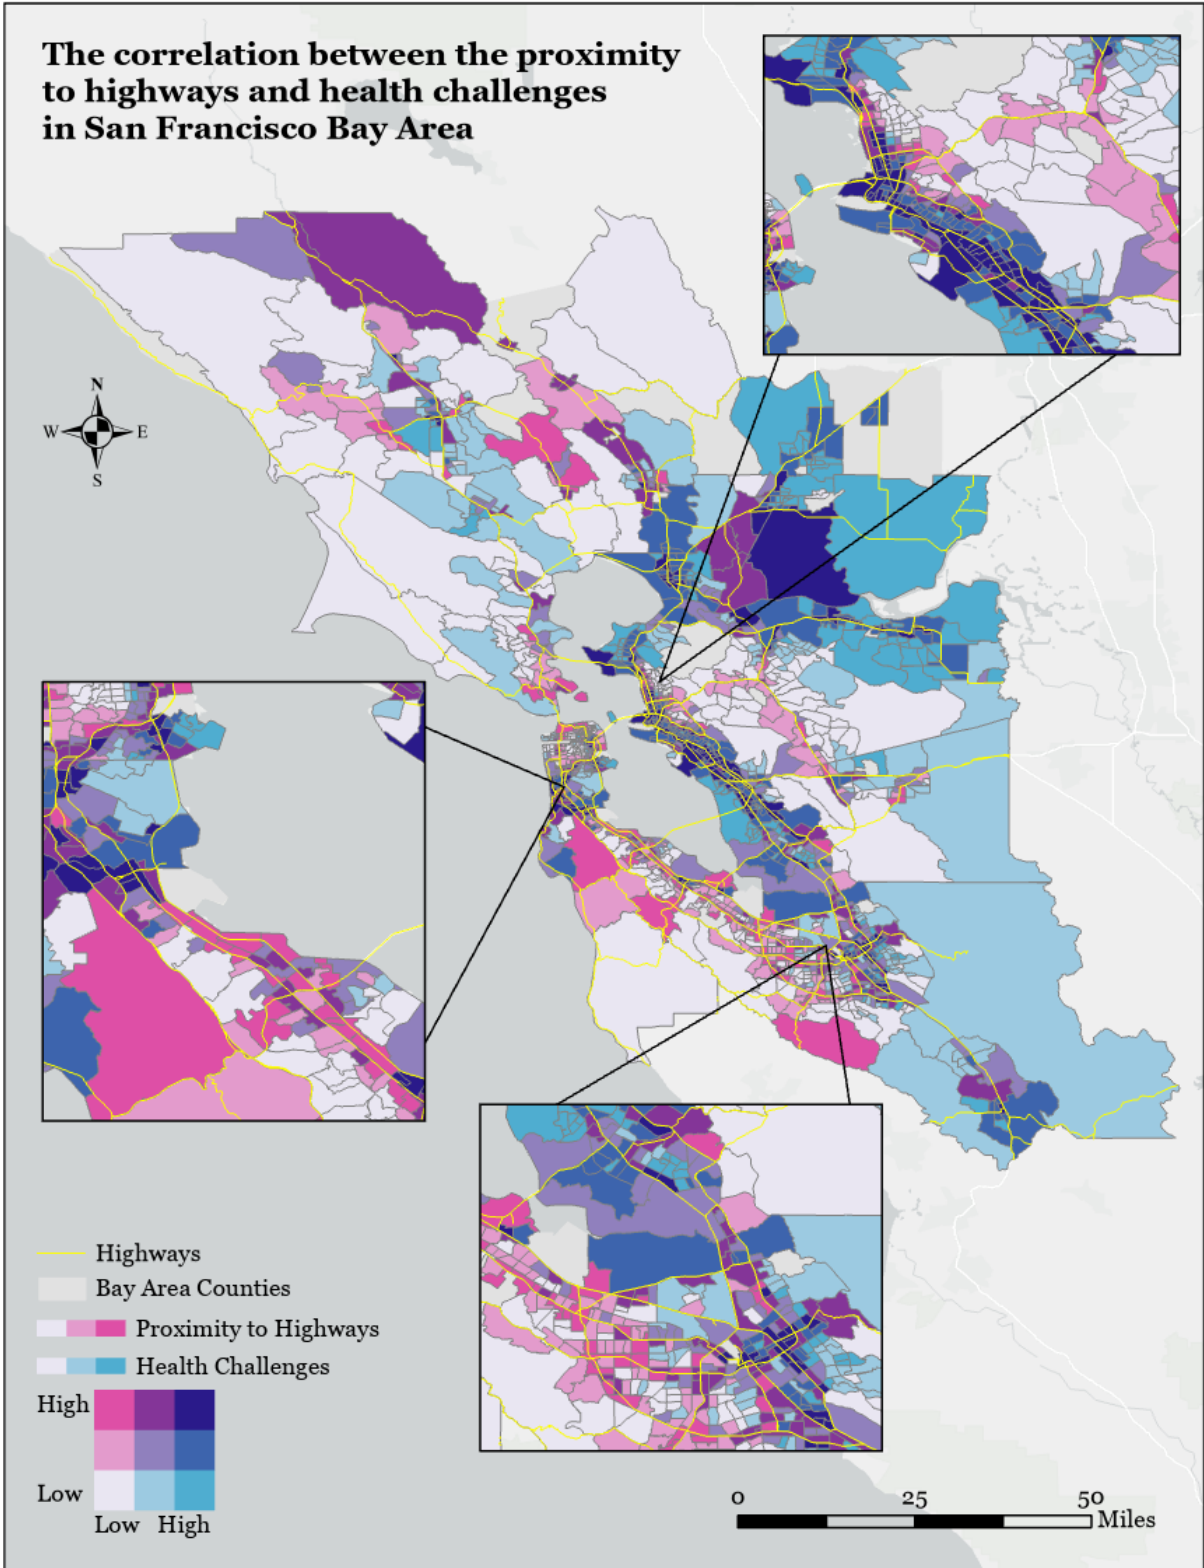 The correlation between the proximity
to highways and health challenges
in San Francisco Bay Area
N
W E
S
Highways
Bay Area Counties
Proximity to Highways
Health Challenges
High
Low
Low High
0 25 50
Miles